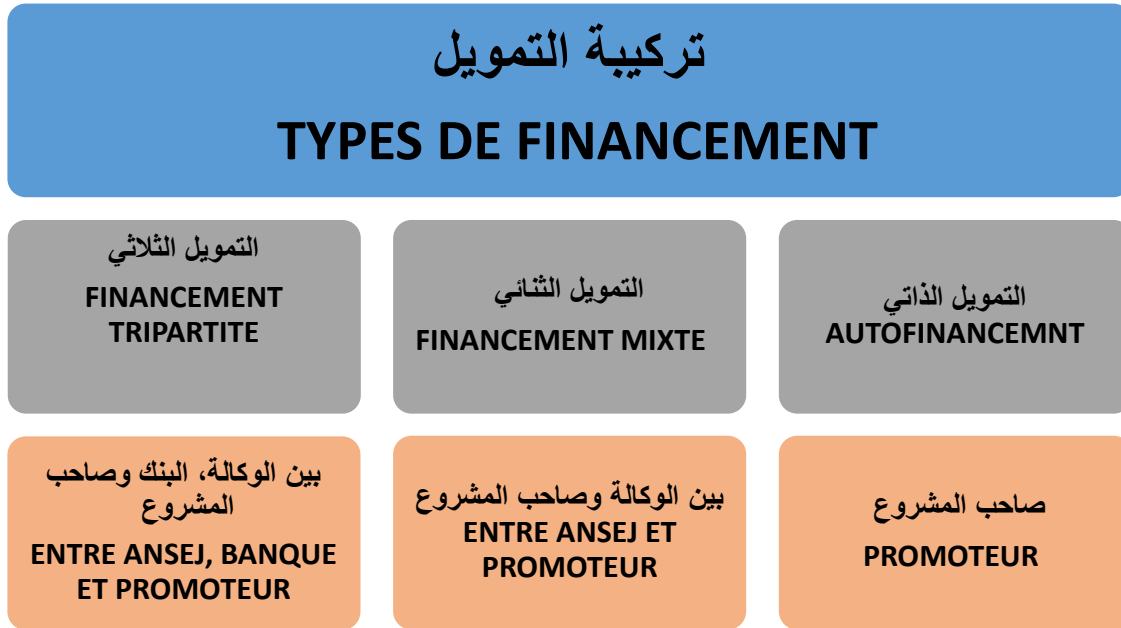 تركيبة التمويل
TYPES DE FINANCEMENT
التمويل الثلاثي
FINANCEMENT
TRIPARTITE
التمويل الثنائي
FINANCEMENT MIXTE
التمويل الذاتي
AUTOFINANCEMNT
بين الوكالة، البنك وصاحب
المشروع
ENTRE ANSEJ, BANQUE
ET PROMOTEUR
بين الوكالة وصاحب المشروع
ENTRE ANSEJ ET
PROMOTEUR
صاحب المشروع
PROMOTEUR